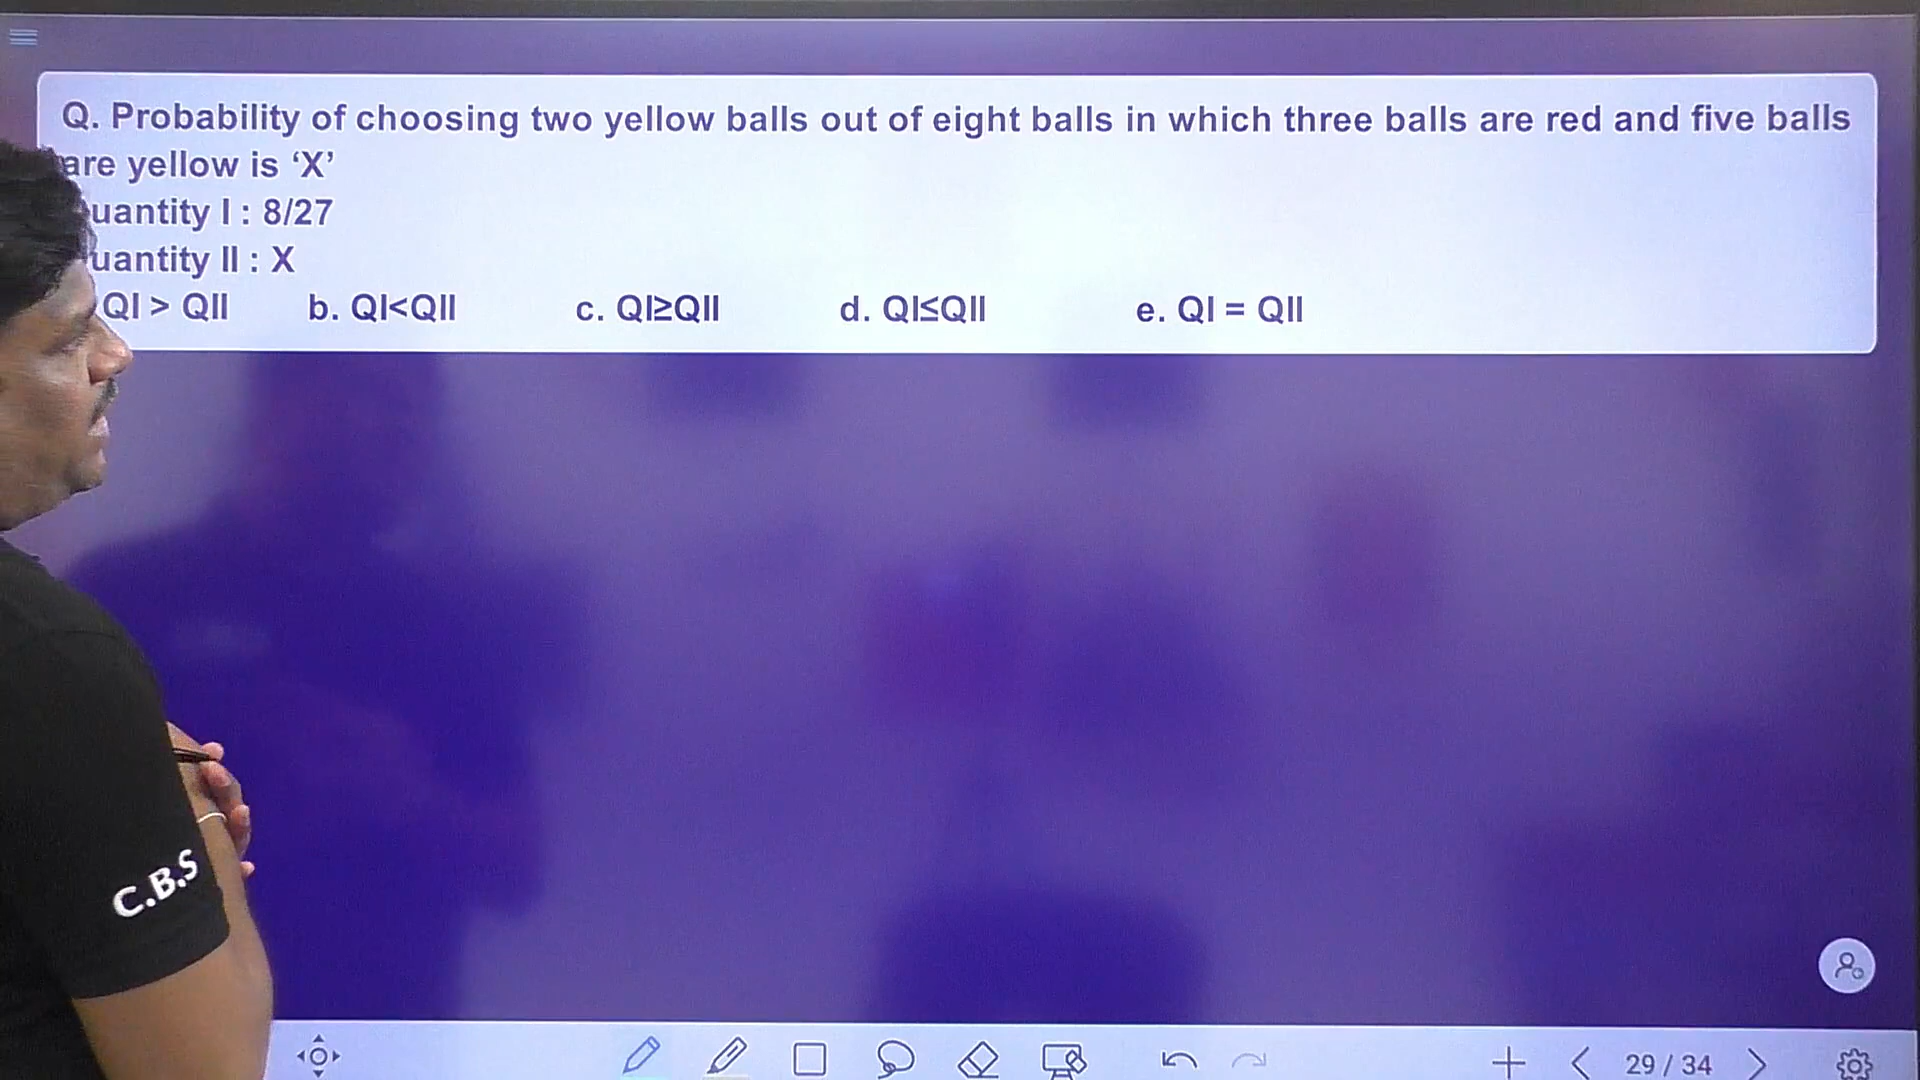 Q. Probability of choosing two yellow balls out of eight balls in which three balls are red and five balls
are yellow is ‘X’
uantity I : 8/27
uantity II : X
QI > QII b. QI<QII c. QI≥QII d. QI≤QII e. QI = QII
C.B.S
29 / 34